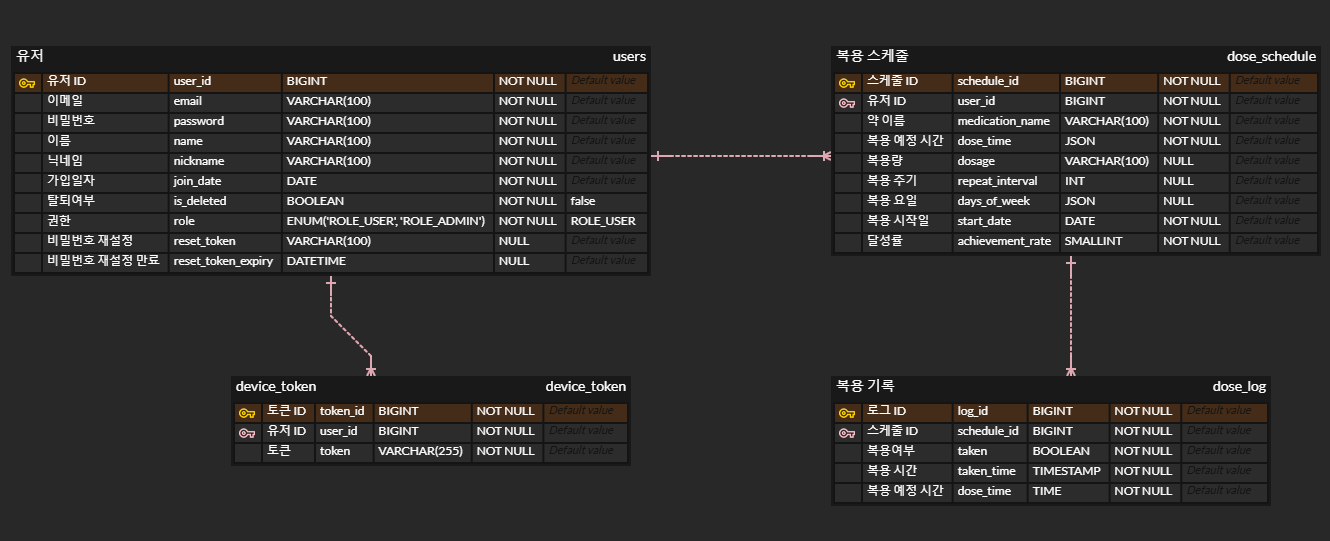 유저 users
유저 ID user_id BIGINT NOT NULL Default value
이메일 email VARCHAR(100) NOT NULL Default value
비밀번호 password VARCHAR(100) NOT NULL Default value
이름 name VARCHAR(100) NOT NULL Default value
닉네임 nickname VARCHAR(100) NOT NULL Default value
가입일자 join_date DATE NOT NULL Default value
탈퇴여부 is_deleted BOOLEAN NOT NULL false
권한 role ENUM('ROLE_USER', 'ROLE_ADMIN') NOT NULL ROLE_USER
비밀번호 재설정 reset_token VARCHAR(100) NULL Default value
비밀번호 재설정 만료 reset_token_expiry DATETIME NULL Default value
복용 스케줄 dose_schedule
스케줄 ID schedule_id BIGINT NOT NULL Default value
유저 ID user_id BIGINT NOT NULL Default value
약 이름 medication_name VARCHAR(100) NOT NULL Default value
복용 예정 시간 dose_time JSON NOT NULL Default value
복용량 dosage VARCHAR(100) NULL Default value
복용 주기 repeat_interval INT NULL Default value
복용 요일 days_of_week JSON NULL Default value
복용 시작일 start_date DATE NOT NULL Default value
달성률 achievement_rate SMALLINT NOT NULL Default value
device_token device_token
토큰 ID token_id BIGINT NOT NULL Default value
유저 ID user_id BIGINT NOT NULL Default value
토큰 token VARCHAR(255) NOT NULL Default value
복용 기록 dose_log
로그 ID log_id BIGINT NOT NULL Default value
스케줄 ID schedule_id BIGINT NOT NULL Default value
복용여부 taken BOOLEAN NOT NULL Default value
복용 시간 taken_time TIMESTAMP NOT NULL Default value
복용 예정 시간 dose_time TIME NOT NULL Default value